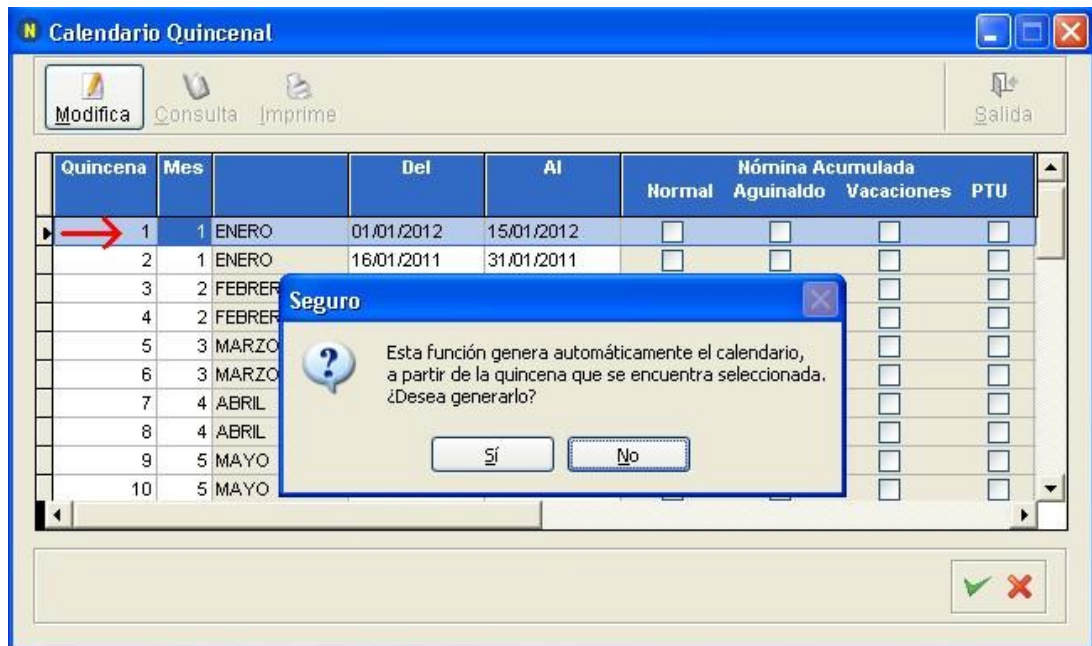 Calendario Quincenal
Modifica Consulta Imprime Salida
Quincena Mes Del Al Nómina Acumulada
Normal Aguinaldo Vacaciones PTU
1 1 ENERO 01/01/2012 15/01/2012
2 1 ENERO 16/01/2011 31/01/2011
3 2 FEBRER
4 2 FEBRER
5 3 MARZO
6 3 MARZO
7 4 ABRIL
8 4 ABRIL
9 5 MAYO
10 5 MAYO
Seguro
Esta función genera automáticamente el calendario,
a partir de la quincena que se encuentra seleccionada.
¿Desea generarlo?
Sí No